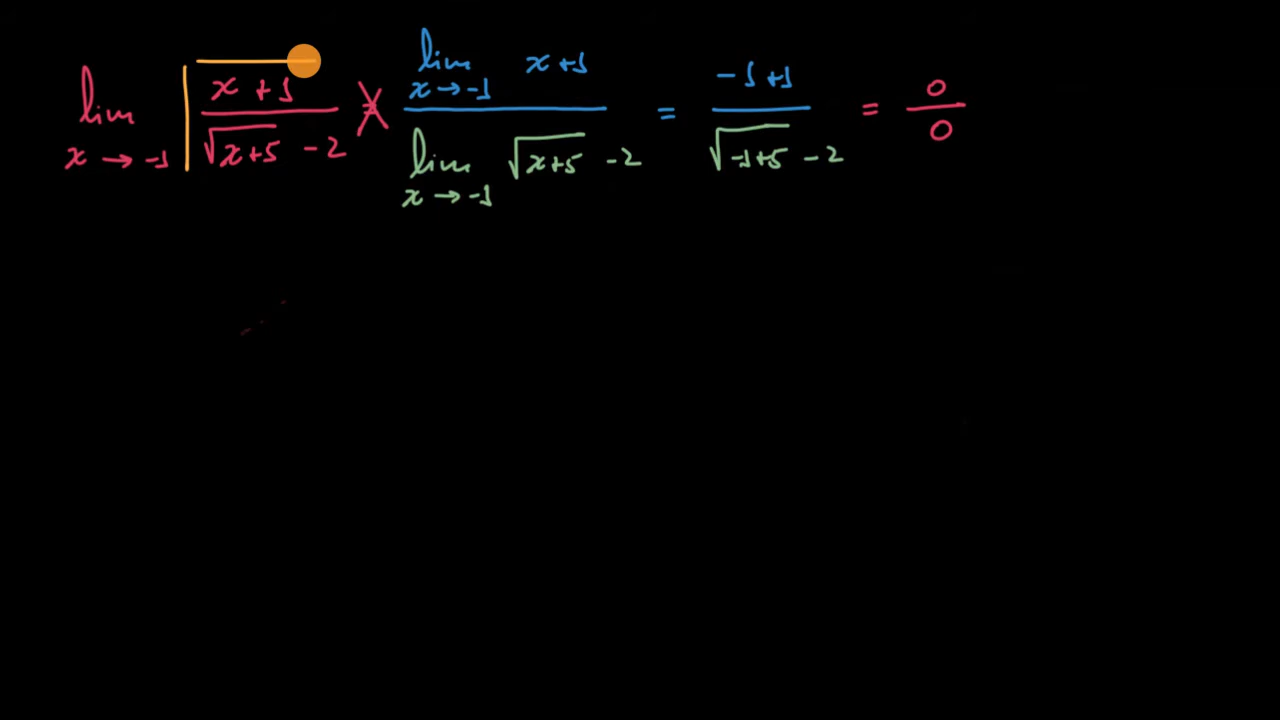 lim x→-1 (x+1)/(√(x+5) -2) ≠ (lim x→-1 x+1)/(lim x→-1 √(x+5) -2) = (-1+1)/(√(-1+5) -2) = 0/0